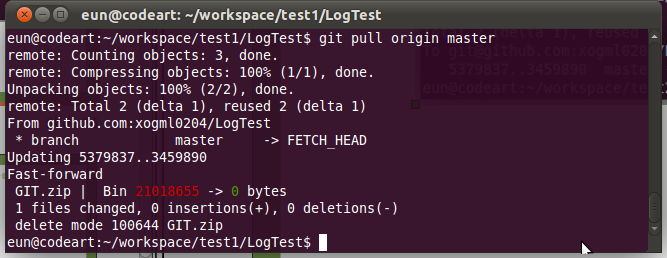 eun@codeart: ~/workspace/test1/LogTest
eun@codeart:~/workspace/test1/LogTest$ git pull origin master
remote: Counting objects: 3, done.
remote: Compressing objects: 100% (1/1), done.
Unpacking objects: 100% (2/2), done.
remote: Total 2 (delta 1), reused 2 (delta 1)
From github.com:xogml0204/LogTest
 * branch            master     -> FETCH_HEAD
Updating 5379837..3459890
Fast-forward
 GIT.zip |  Bin 21018655 -> 0 bytes
 1 files changed, 0 insertions(+), 0 deletions(-)
 delete mode 100644 GIT.zip
eun@codeart:~/workspace/test1/LogTest$